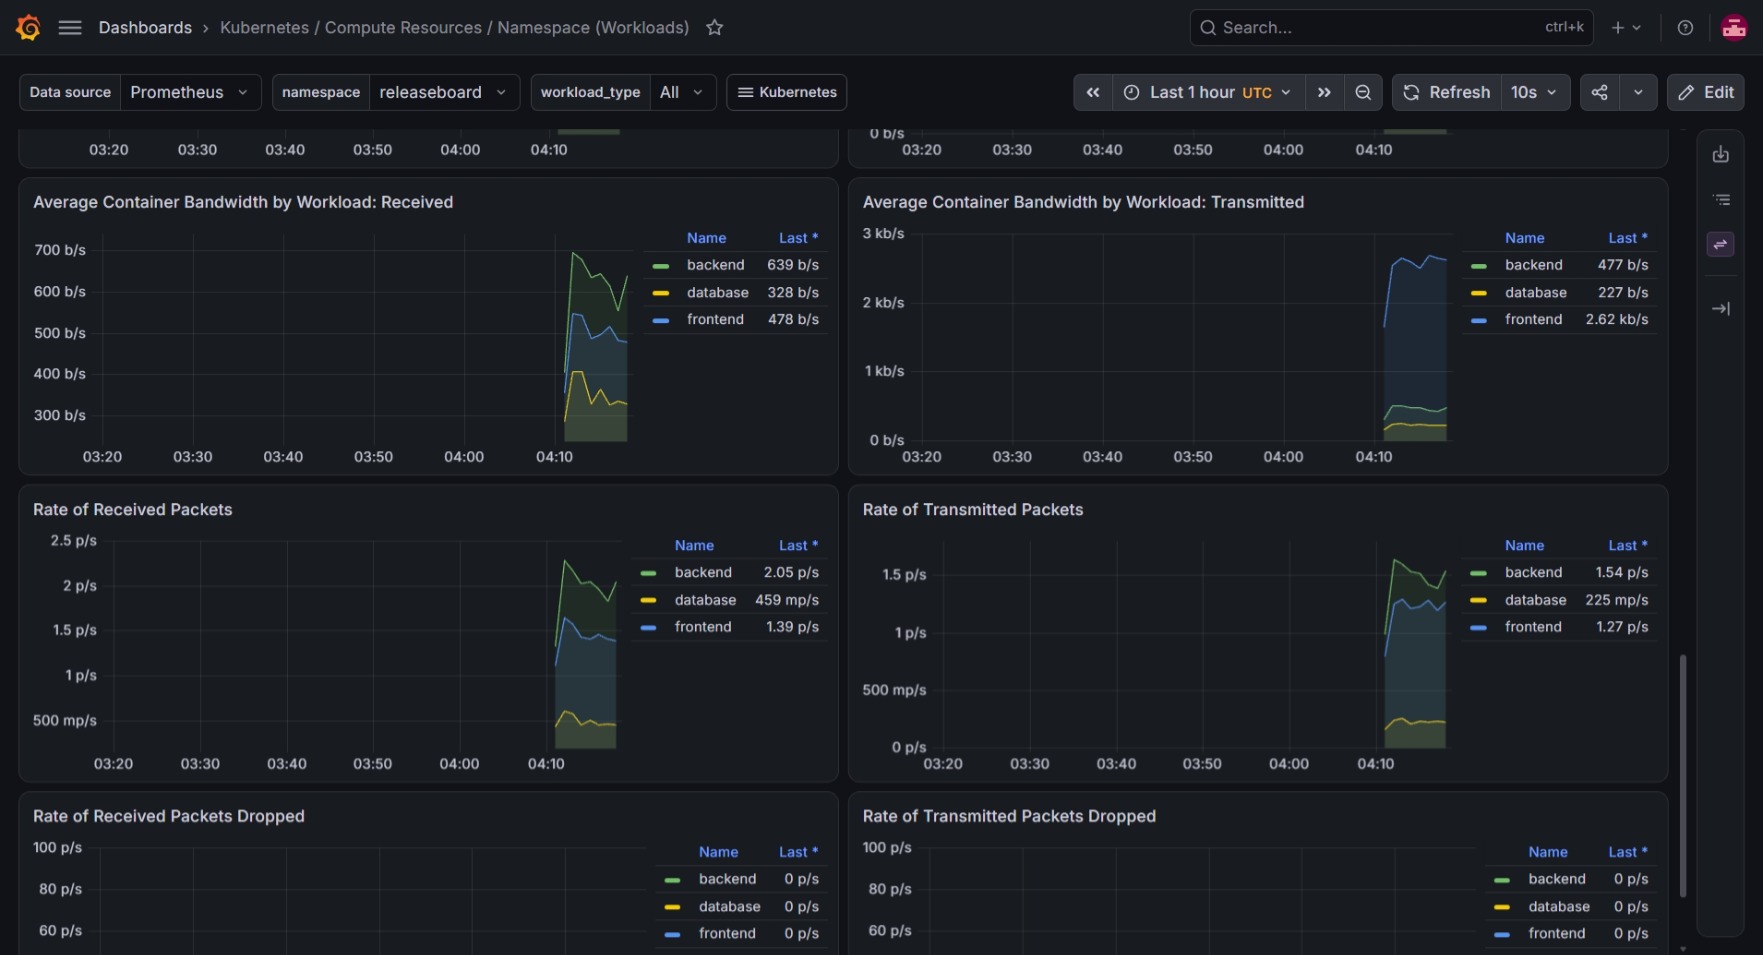 Dashboards › Kubernetes / Compute Resources / Namespace (Workloads)
Search... ctrl+k
Data source Prometheus namespace releaseboard workload_type All Kubernetes Last 1 hour UTC Refresh 10s Edit
03:20 03:30 03:40 03:50 04:00 04:10
0 b/s
03:20 03:30 03:40 03:50 04:00 04:10
Average Container Bandwidth by Workload: Received
700 b/s
600 b/s
500 b/s
400 b/s
300 b/s
03:20 03:30 03:40 03:50 04:00 04:10
Name Last *
backend 639 b/s
database 328 b/s
frontend 478 b/s
Average Container Bandwidth by Workload: Transmitted
3 kb/s
2 kb/s
1 kb/s
0 b/s
03:20 03:30 03:40 03:50 04:00 04:10
Name Last *
backend 477 b/s
database 227 b/s
frontend 2.62 kb/s
Rate of Received Packets
2.5 p/s
2 p/s
1.5 p/s
1 p/s
500 mp/s
03:20 03:30 03:40 03:50 04:00 04:10
Name Last *
backend 2.05 p/s
database 459 mp/s
frontend 1.39 p/s
Rate of Transmitted Packets
1.5 p/s
1 p/s
500 mp/s
0 p/s
03:20 03:30 03:40 03:50 04:00 04:10
Name Last *
backend 1.54 p/s
database 225 mp/s
frontend 1.27 p/s
Rate of Received Packets Dropped
100 p/s
80 p/s
60 p/s
Name Last *
backend 0 p/s
database 0 p/s
frontend 0 p/s
Rate of Transmitted Packets Dropped
100 p/s
80 p/s
60 p/s
Name Last *
backend 0 p/s
database 0 p/s
frontend 0 p/s